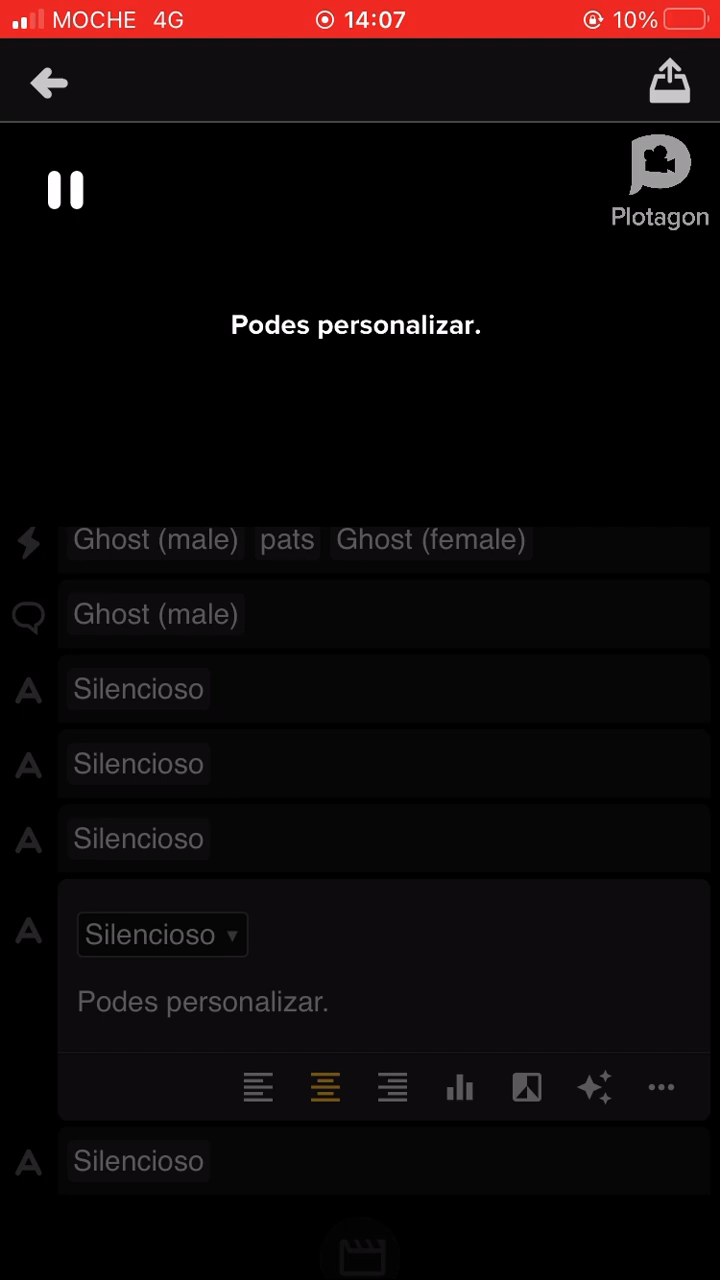 MOCHE 4G 14:07 10%
Plotagon
Podes personalizar.
Ghost (male) pats Ghost (female)
Ghost (male)
Silencioso
Silencioso
Silencioso
Silencioso ▾
Podes personalizar.
Silencioso